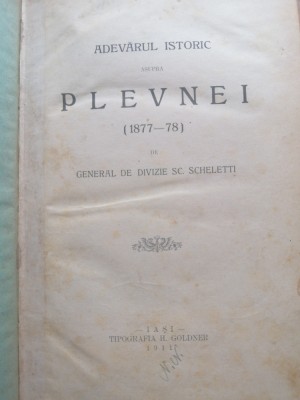 ADEVĂRUL ISTORIC
ASUPRA
PLEVNEI
(1877—78)
DE
GENERAL DE DIVIZIE SC. SCHELETTI
—IAȘI—
TIPOGRAFIA H. GOLDNER